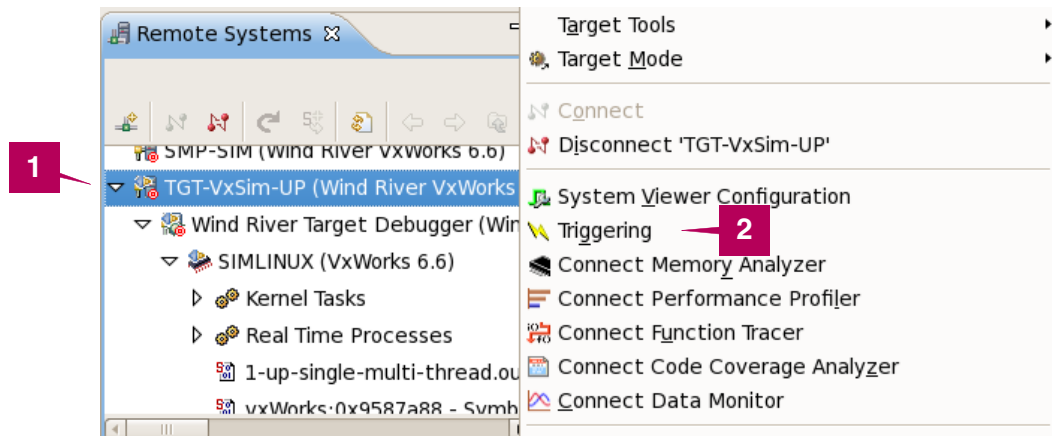 Remote Systems
SMP-SIM (Wind River VxWorks 6.6)
1
TGT-VxSim-UP (Wind River VxWorks
Wind River Target Debugger (Win
SIMLINUX (VxWorks 6.6)
Kernel Tasks
Real Time Processes
1-up-single-multi-thread.ou
vxWorks:0x9587a88 - Symb
Target Tools
Target Mode
Connect
Disconnect 'TGT-VxSim-UP'
System Viewer Configuration
Triggering
2
Connect Memory Analyzer
Connect Performance Profiler
Connect Function Tracer
Connect Code Coverage Analyzer
Connect Data Monitor